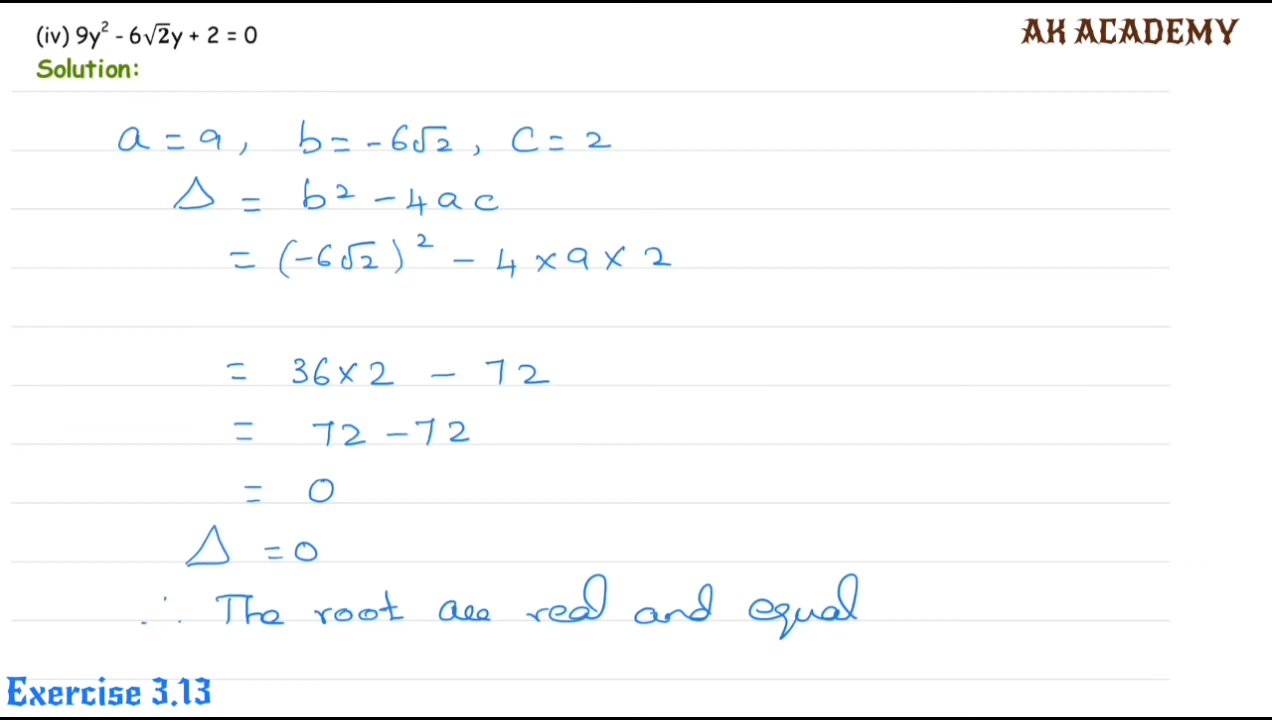 (iv) 9y² - 6√2y + 2 = 0
AK ACADEMY
Solution:
a = 9, b = -6√2, c = 2
Δ = b² - 4ac
= (-6√2)² - 4 × 9 × 2
= 36 × 2 - 72
= 72 - 72
= 0
Δ = 0
∴ The root are real and equal
Exercise 3.13